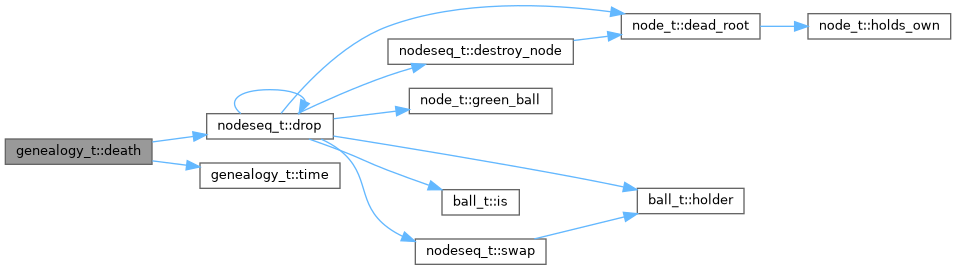 node_t::dead_root
node_t::holds_own
nodeseq_t::destroy_node
node_t::green_ball
nodeseq_t::drop
genealogy_t::death
genealogy_t::time
ball_t::is
ball_t::holder
nodeseq_t::swap